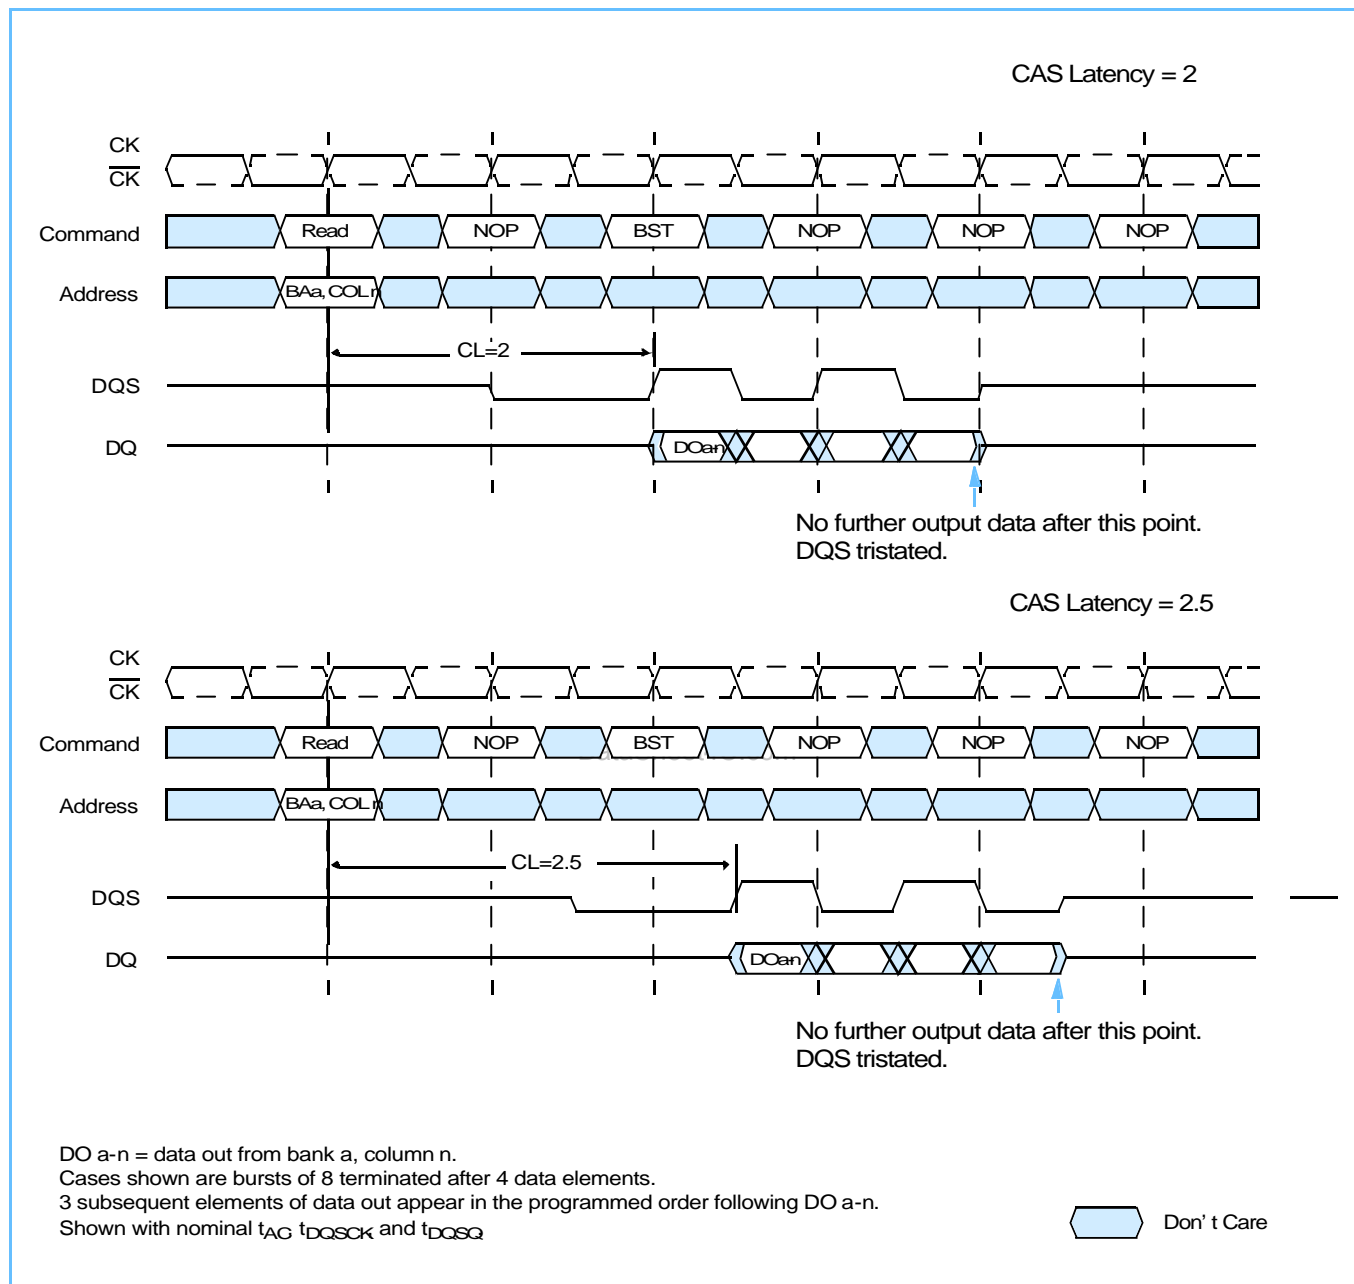 CAS Latency = 2
CK
CK
Command Read NOP BST NOP NOP NOP
Address BAa, COL n
CL=2
DQS
DQ DOa-n
No further output data after this point.
DQS tristated.
CAS Latency = 2.5
CK
CK
Command Read NOP BST NOP NOP NOP
Address BAa, COL n
CL=2.5
DQS
DQ DOa-n
No further output data after this point.
DQS tristated.
DO a-n = data out from bank a, column n.
Cases shown are bursts of 8 terminated after 4 data elements.
3 subsequent elements of data out appear in the programmed order following DO a-n.
Shown with nominal tAC, tDQSCK, and tDQSQ
Don' t Care